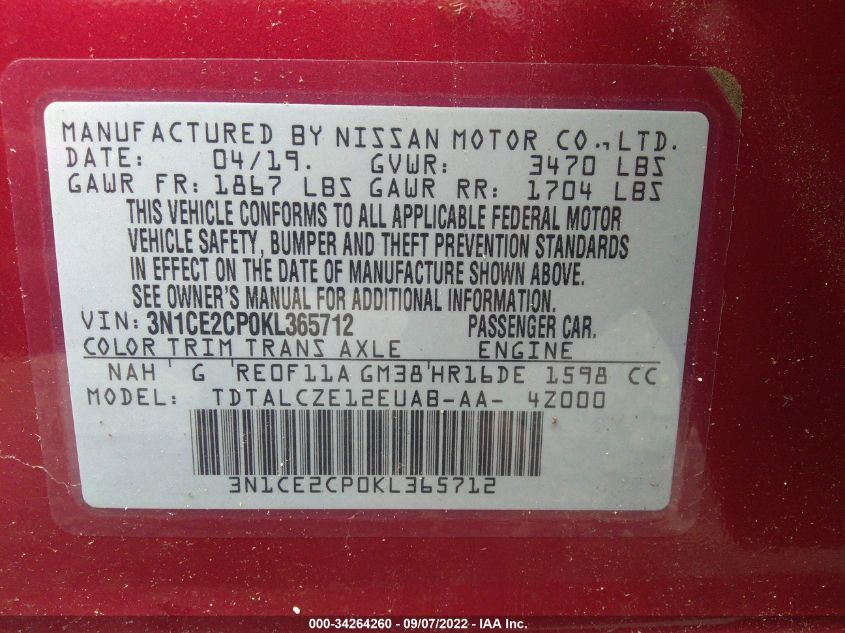 MANUFACTURED BY NISSAN MOTOR CO., LTD.
DATE: 04/19. GVWR: 3470 LBS
GAWR FR: 1867 LBS GAWR RR: 1704 LBS
THIS VEHICLE CONFORMS TO ALL APPLICABLE FEDERAL MOTOR
VEHICLE SAFETY, BUMPER AND THEFT PREVENTION STANDARDS
IN EFFECT ON THE DATE OF MANUFACTURE SHOWN ABOVE.
SEE OWNER'S MANUAL FOR ADDITIONAL INFORMATION.
VIN: 3N1CE2CP0KL365712 PASSENGER CAR.
COLOR TRIM TRANS AXLE ENGINE
NAH G RE0F11A GM38 HR16DE 1598 CC
MODEL: TDTALCZE12EUAB-AA- 4Z000
3N1CE2CP0KL365712
000-34264260 - 09/07/2022 - IAA Inc.